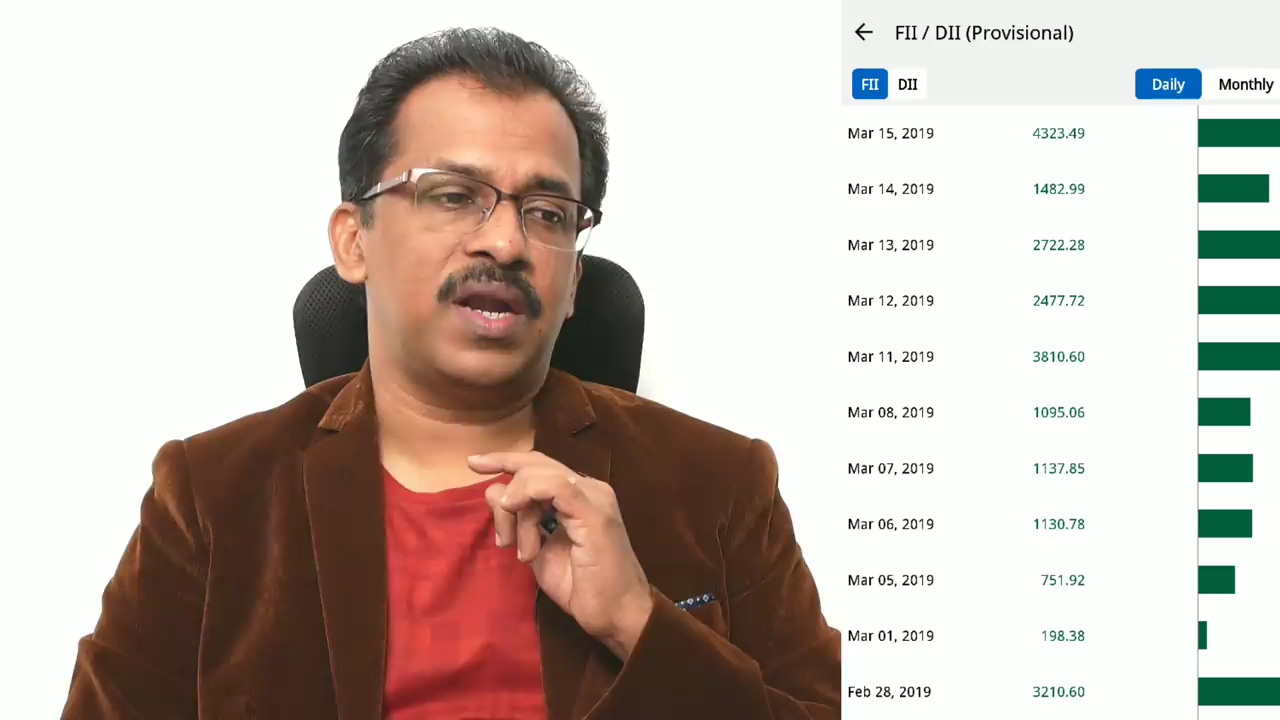 FII / DII (Provisional)
FII DII Daily Monthly
Mar 15, 2019 4323.49
Mar 14, 2019 1482.99
Mar 13, 2019 2722.28
Mar 12, 2019 2477.72
Mar 11, 2019 3810.60
Mar 08, 2019 1095.06
Mar 07, 2019 1137.85
Mar 06, 2019 1130.78
Mar 05, 2019 751.92
Mar 01, 2019 198.38
Feb 28, 2019 3210.60